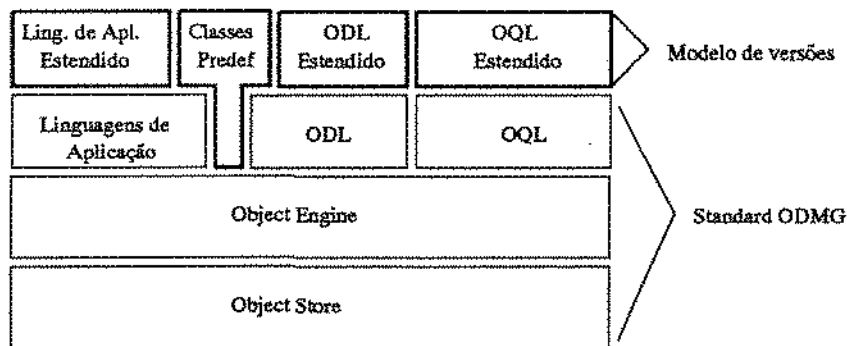 Ling. de Apl.
Estendido
Classes
Predef
ODL
Estendido
OQL
Estendido
Modelo de versões
Linguagens de
Aplicação
ODL
OQL
Object Engine
Standard ODMG
Object Store